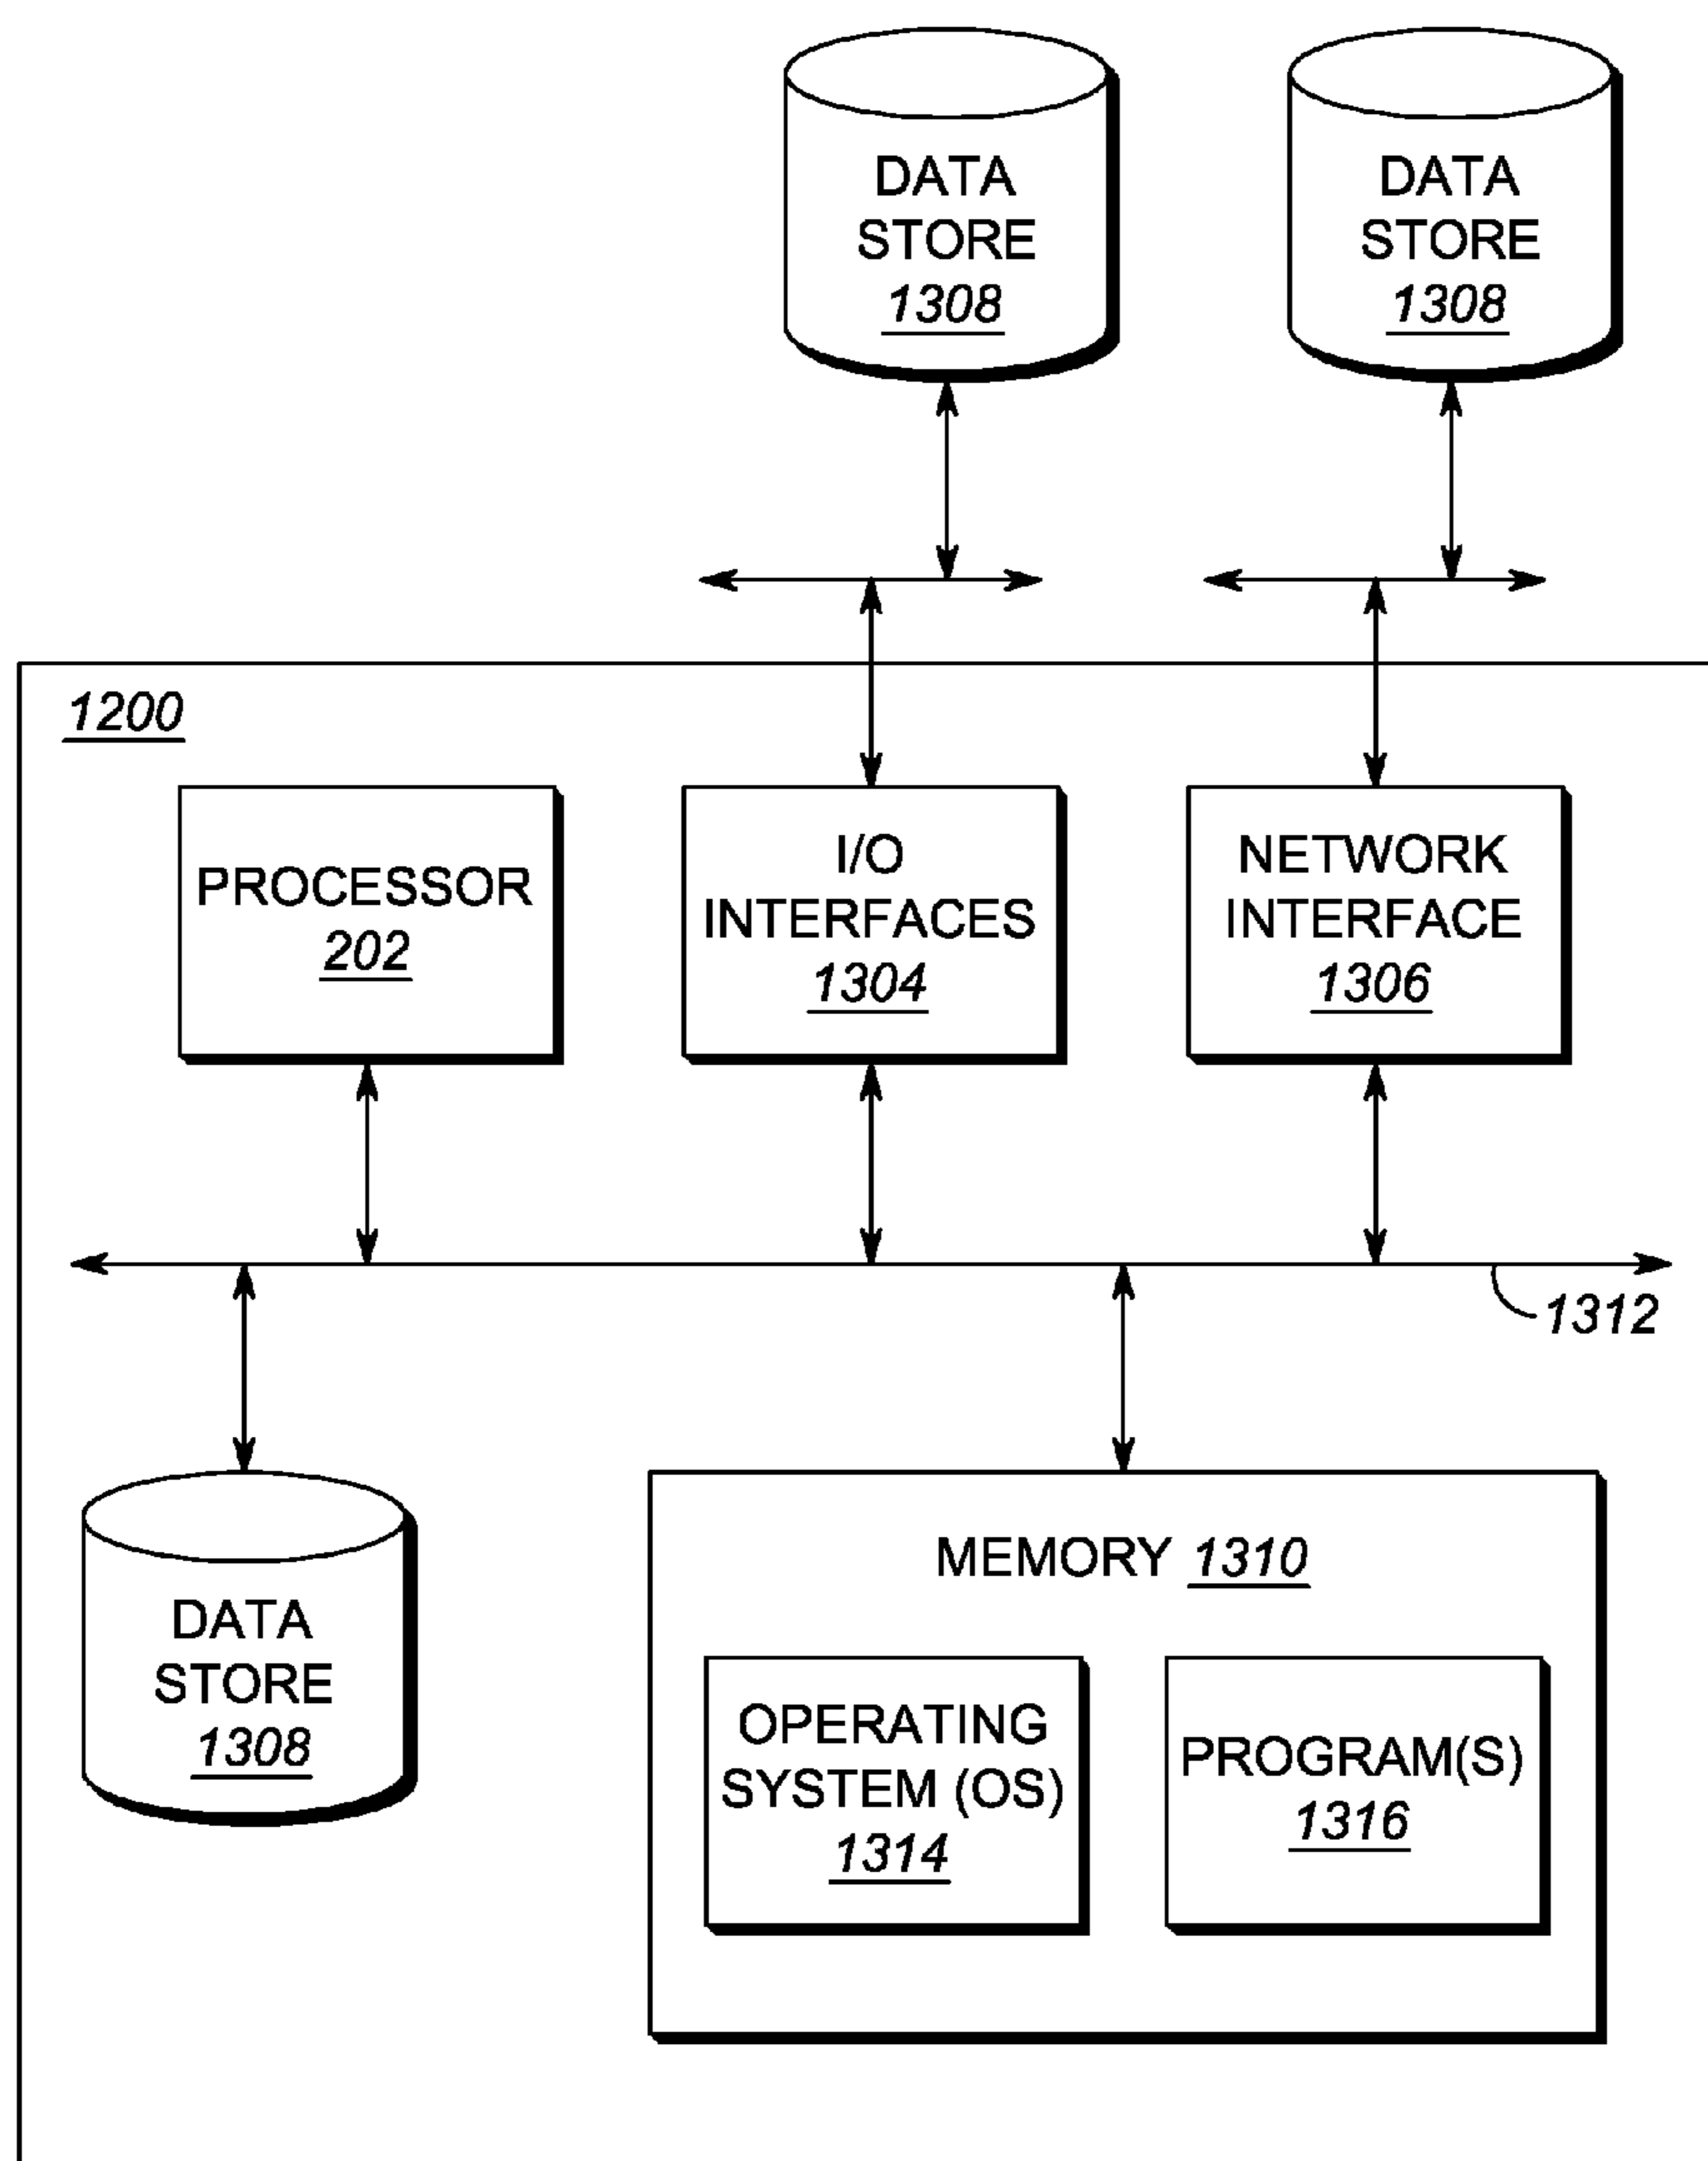 DATA
STORE
1308
DATA
STORE
1308
1200
PROCESSOR
202
I/O
INTERFACES
1304
NETWORK
INTERFACE
1306
1312
DATA
STORE
1308
MEMORY 1310
OPERATING
SYSTEM (OS)
1314
PROGRAM(S)
1316